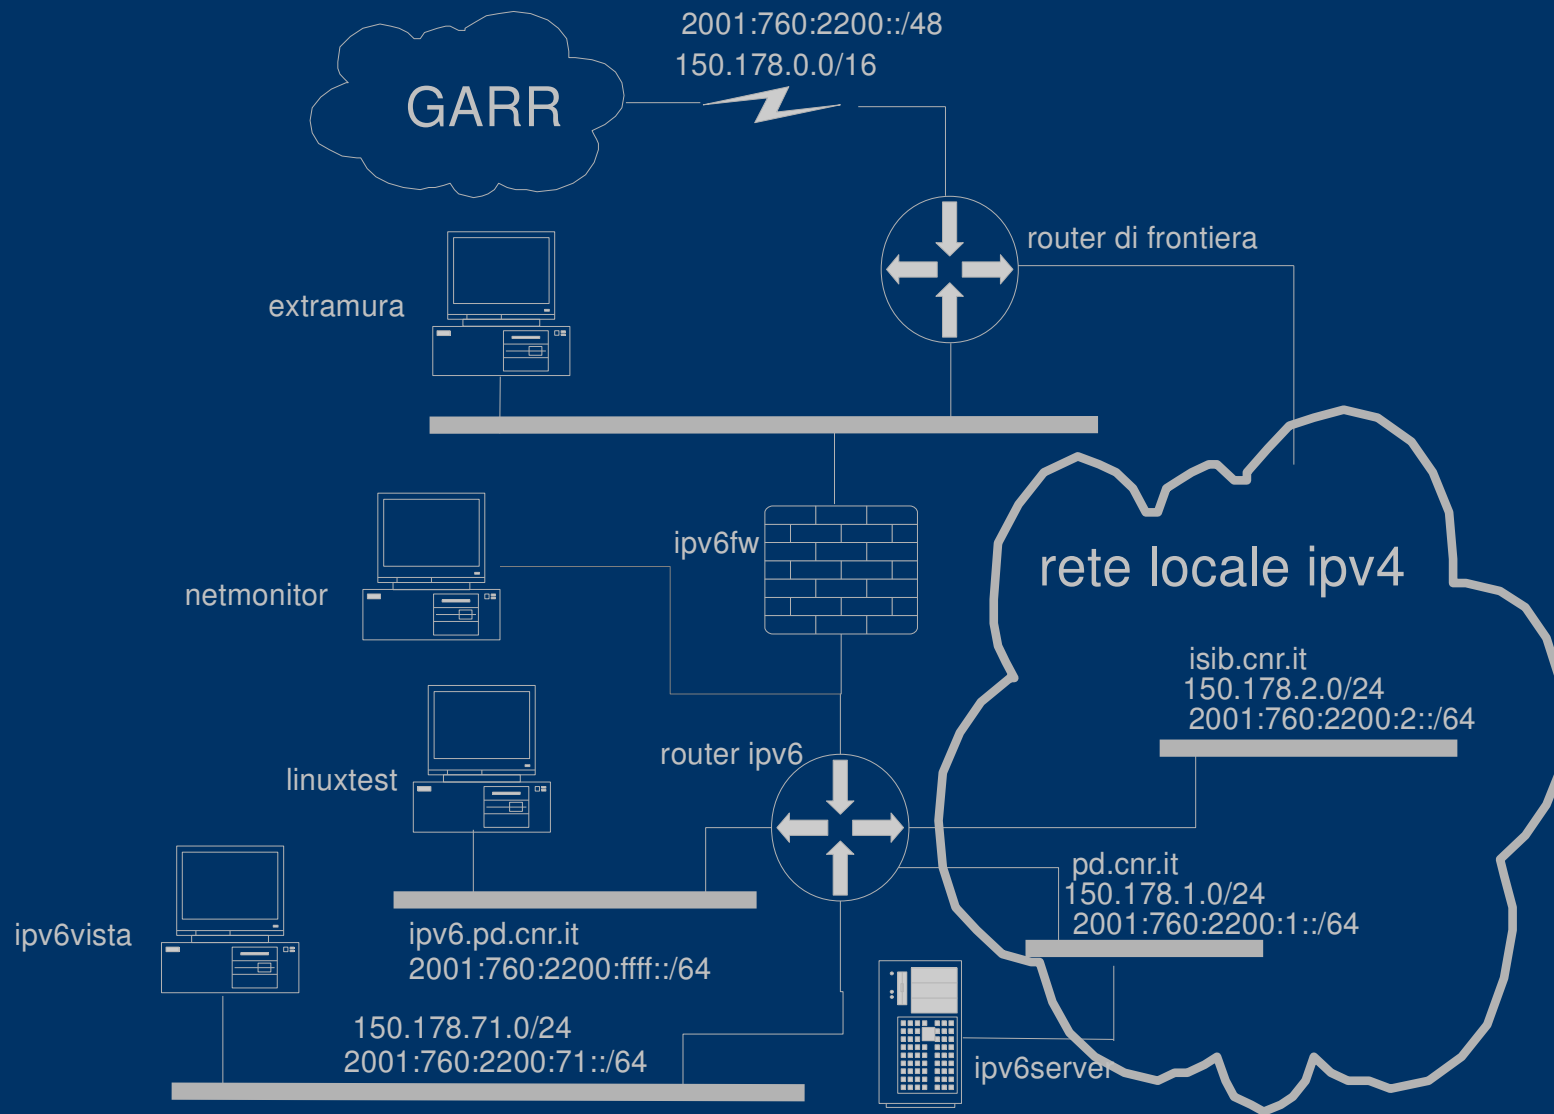 2001:760:2200::/48
150.178.0.0/16
GARR
router di frontiera
extramura
ipv6fw
rete locale ipv4
netmonitor
isib.cnr.it
150.178.2.0/24
2001:760:2200:2::/64
router ipv6
linuxtest
pd.cnr.it
150.178.1.0/24
2001:760:2200:1::/64
ipv6vista
ipv6.pd.cnr.it
2001:760:2200:ffff::/64
150.178.71.0/24
2001:760:2200:71::/64
ipv6server